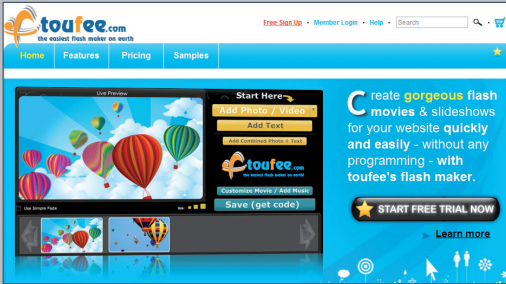 toufee.com
the easiest flash maker on earth
Free Sign Up • Member Login • Help • Search
Home Features Pricing Samples
Live Preview
Start Here
Add Photo / Video
Add Text
Add Combined Photo + Text
toufee.com
the easiest flash maker on earth
Customize Movie / Add Music
Save (get code)
Use Simple Fade
Create gorgeous flash
movies & slideshows
for your website quickly
and easily - without any
programming - with
toufee's flash maker.
START FREE TRIAL NOW
Learn more